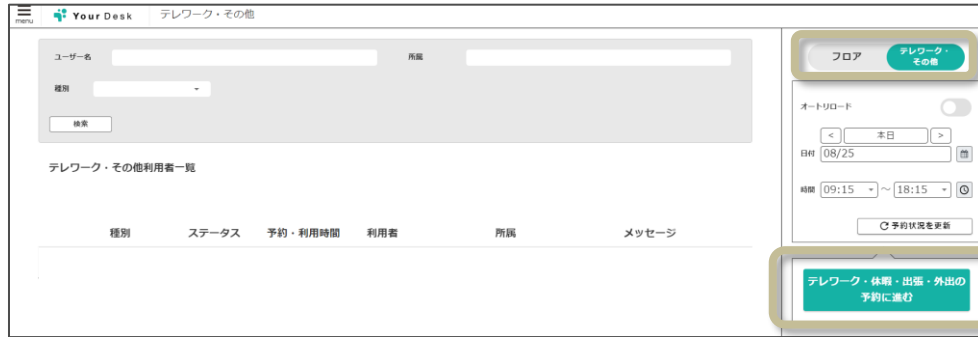 menu
Your Desk
テレワーク・その他
ユーザー名
所属
種別
検索
テレワーク・その他利用者一覧
種別 ステータス 予約・利用時間 利用者 所属 メッセージ
フロア
テレワーク・
その他
オートリロード
< 本日 >
日付 08/25
時間 09:15 ～ 18:15
予約状況を更新
テレワーク・休暇・出張・外出の
予約に進む